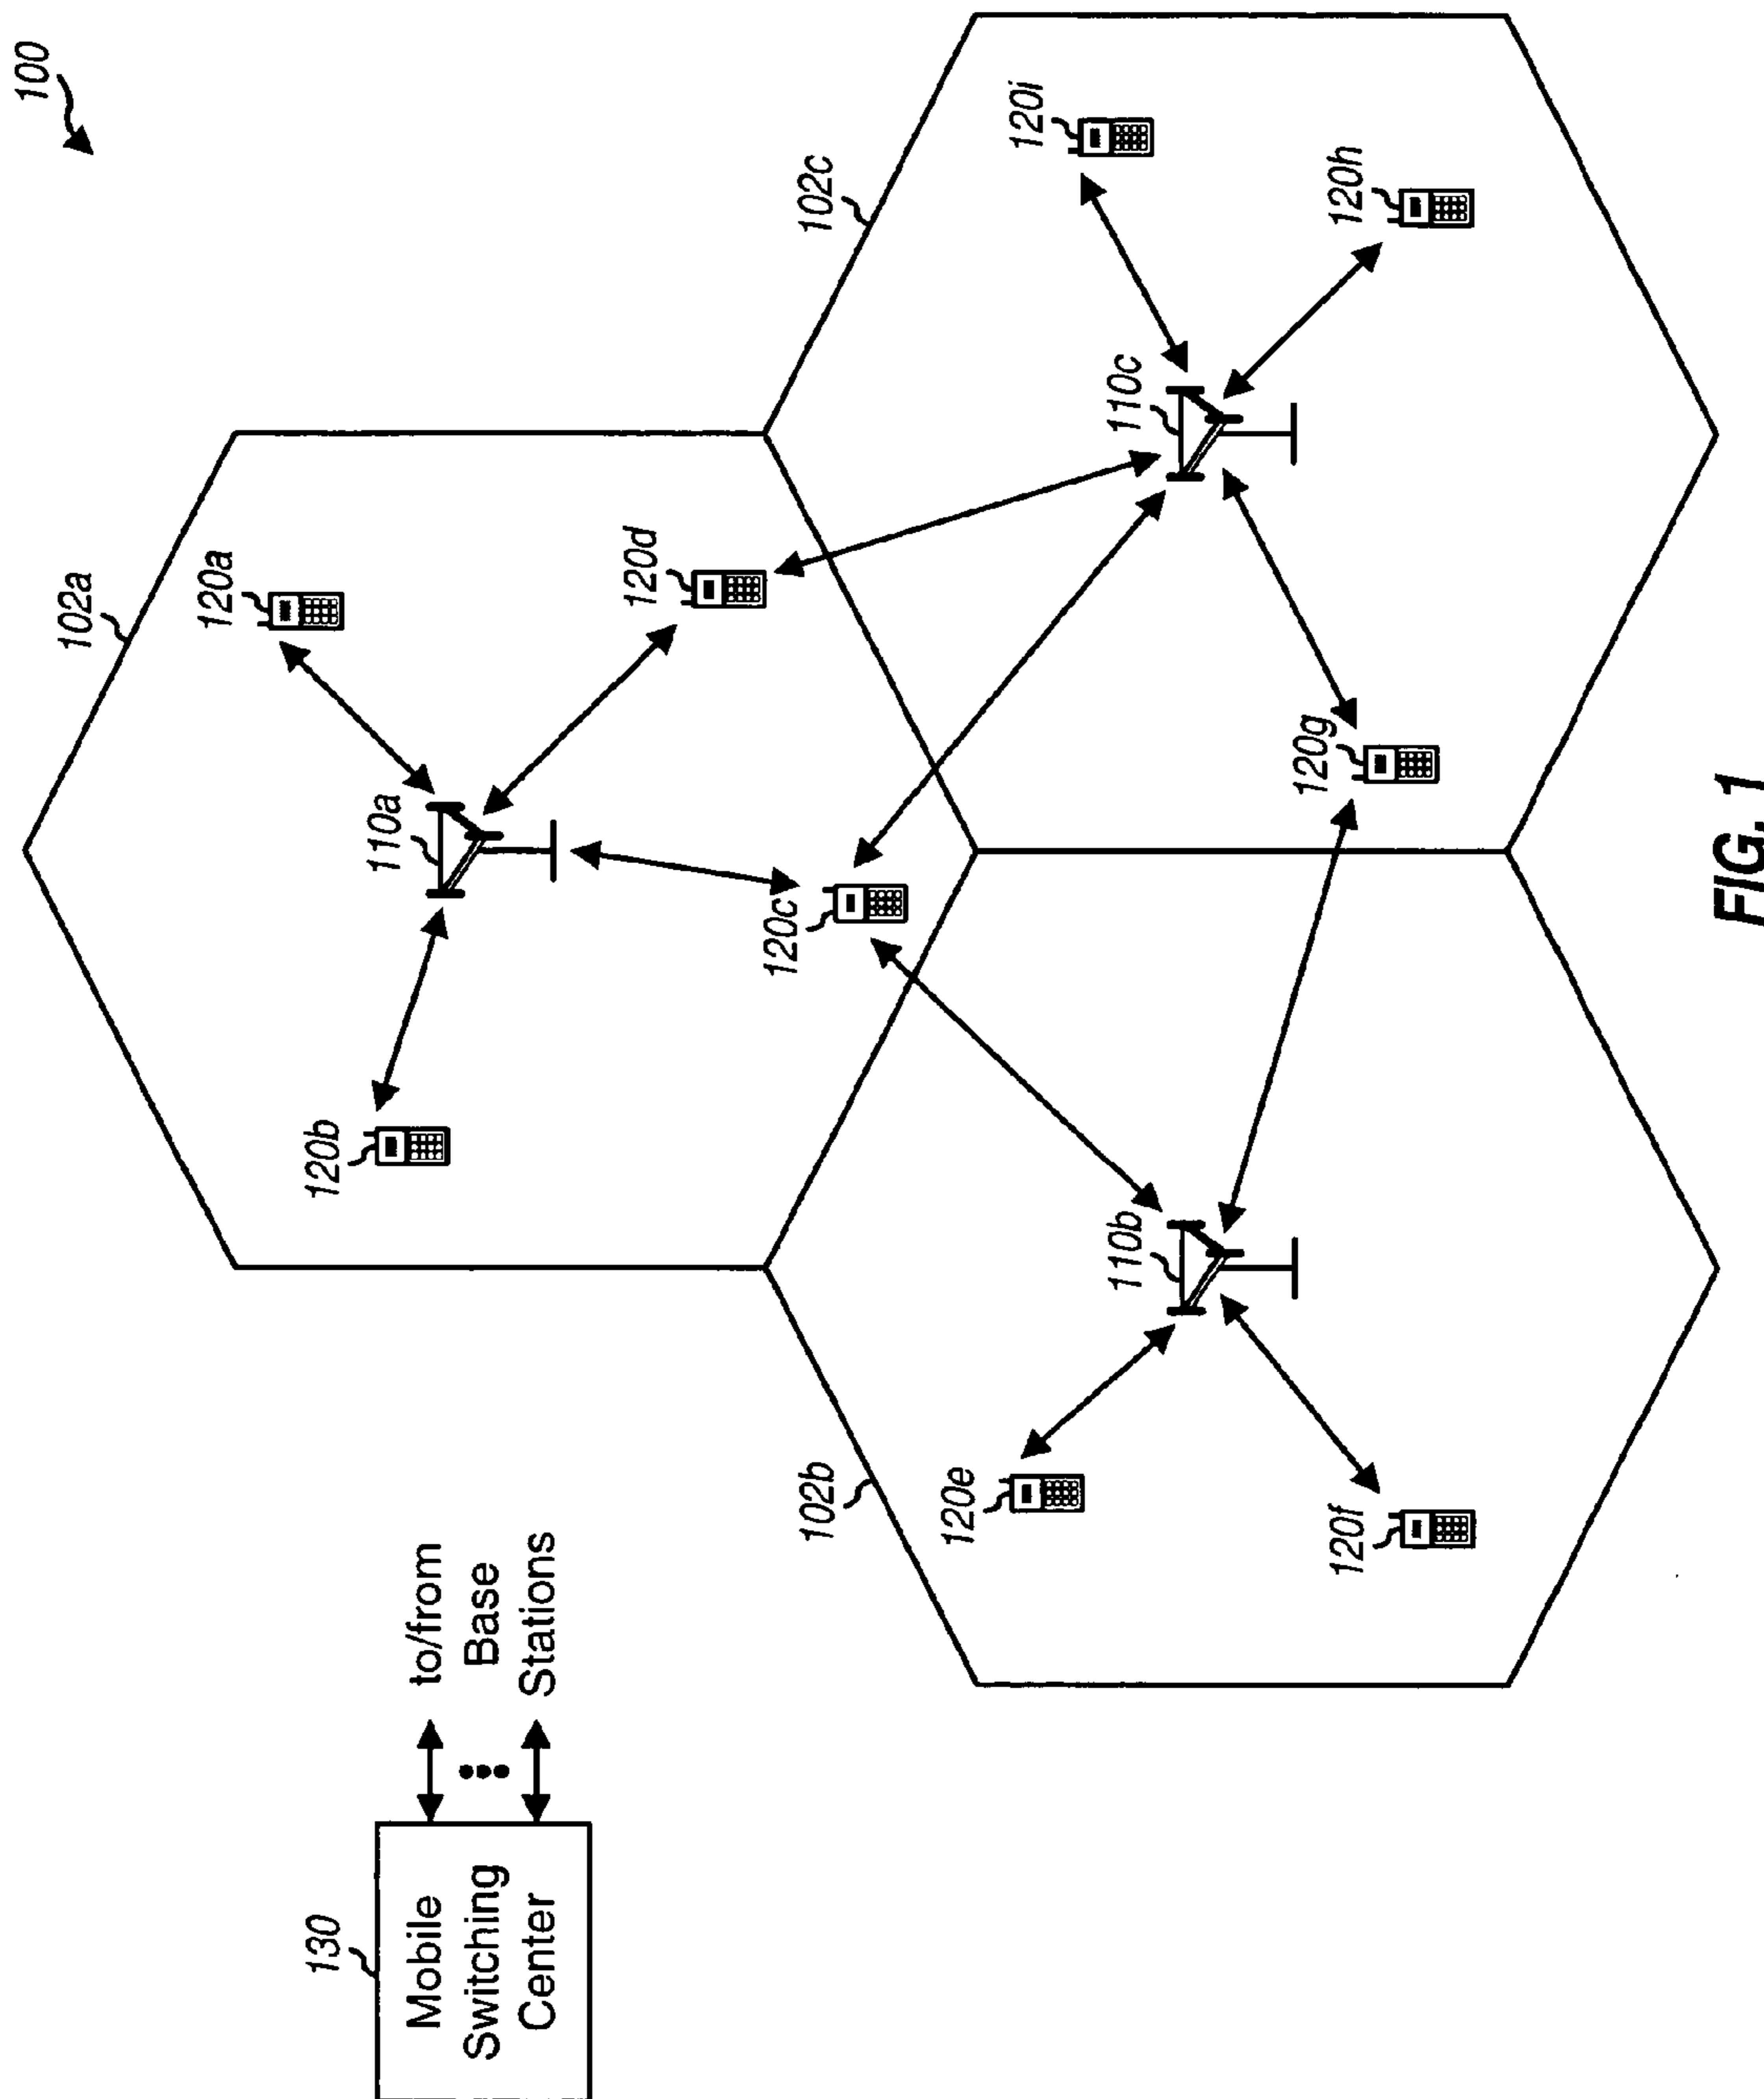 100
102a
120a
110a
120b
120d
120c
102c
120i
110c
120h
120g
102b
120e
110b
120f
130
Mobile
Switching
Center
to/from
Base
Stations
FIG. 1